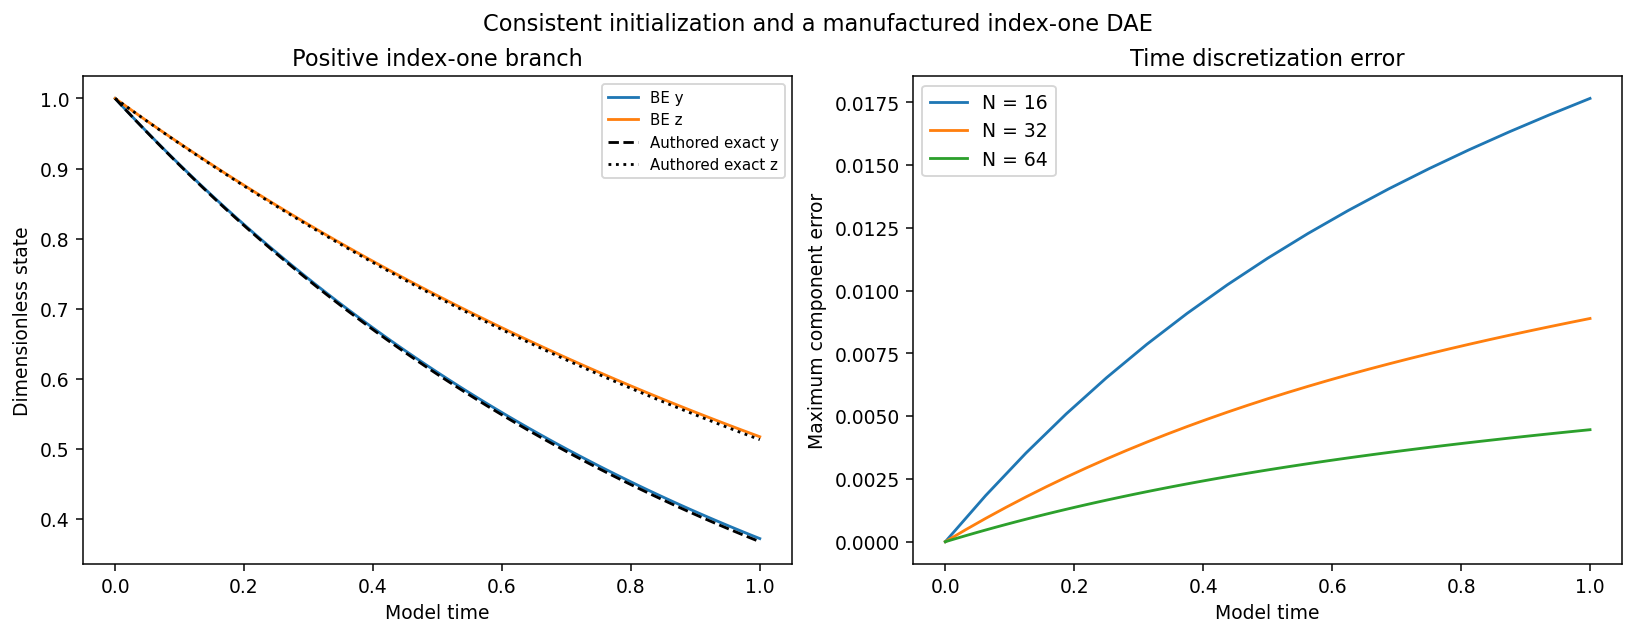 Consistent initialization and a manufactured index-one DAE
Positive index-one branch
1.0
0.9
0.8
0.7
0.6
0.5
0.4
Dimensionless state
BE y
BE z
Authored exact y
Authored exact z
0.0
0.2
0.4
0.6
0.8
1.0
Model time
Time discretization error
0.0175
0.0150
0.0125
0.0100
0.0075
0.0050
0.0025
0.0000
Maximum component error
N = 16
N = 32
N = 64
0.0
0.2
0.4
0.6
0.8
1.0
Model time